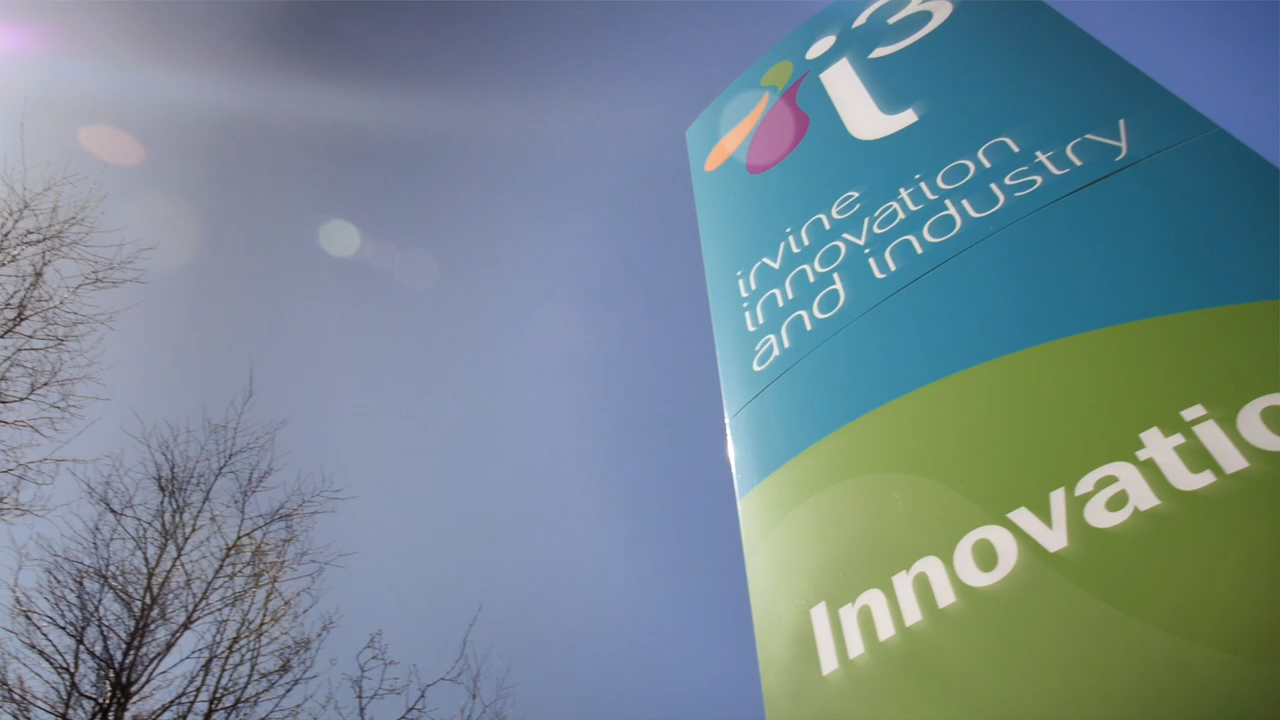 i3
irvine
innovation
and industry
Innovatio